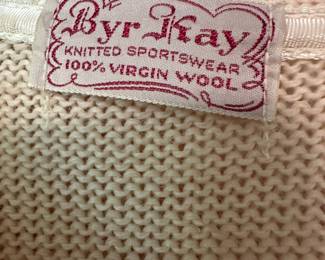 Byr Kay
KNITTED SPORTSWEAR
100% VIRGIN WOOL